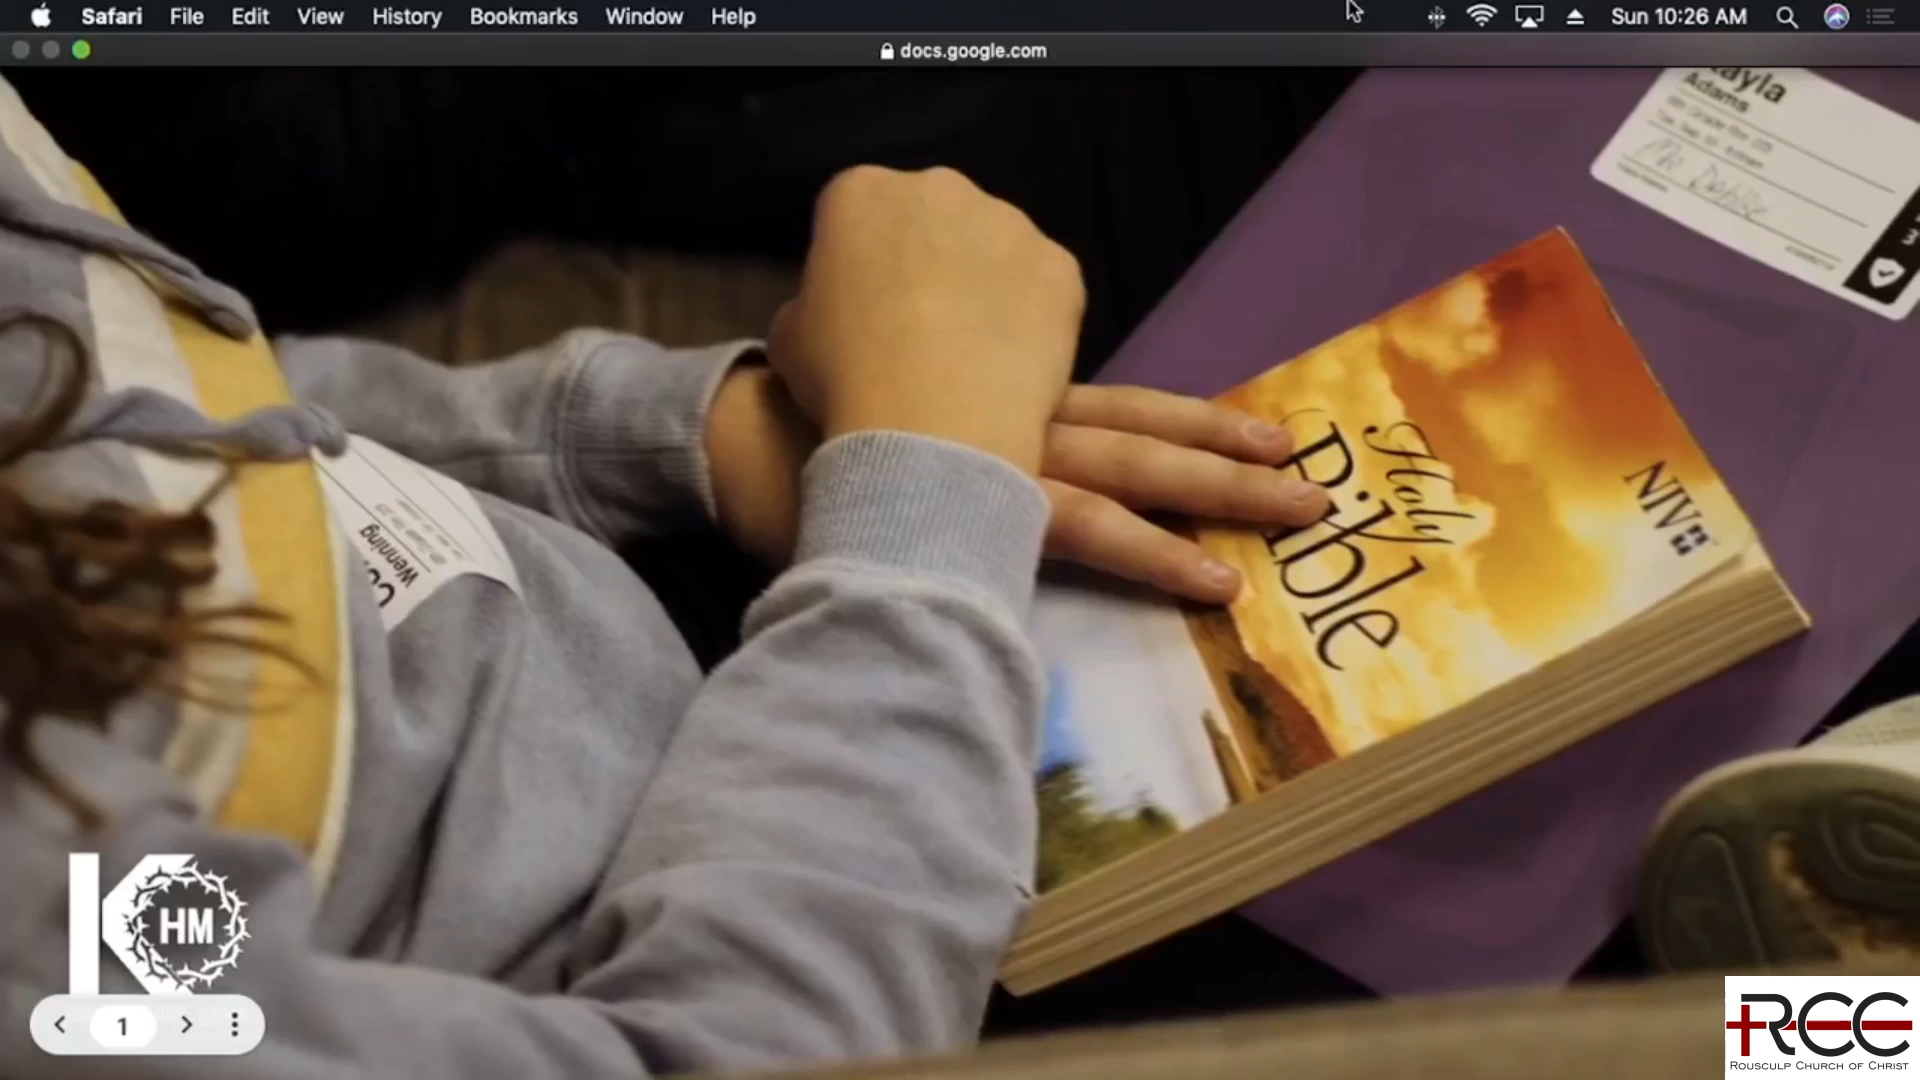 Safari File Edit View History Bookmarks Window Help Sun 10:26 AM
docs.google.com
Adams
Holy
Bible
NIV
Wenning
HM
1
RCC
ROUSCULP CHURCH OF CHRIST